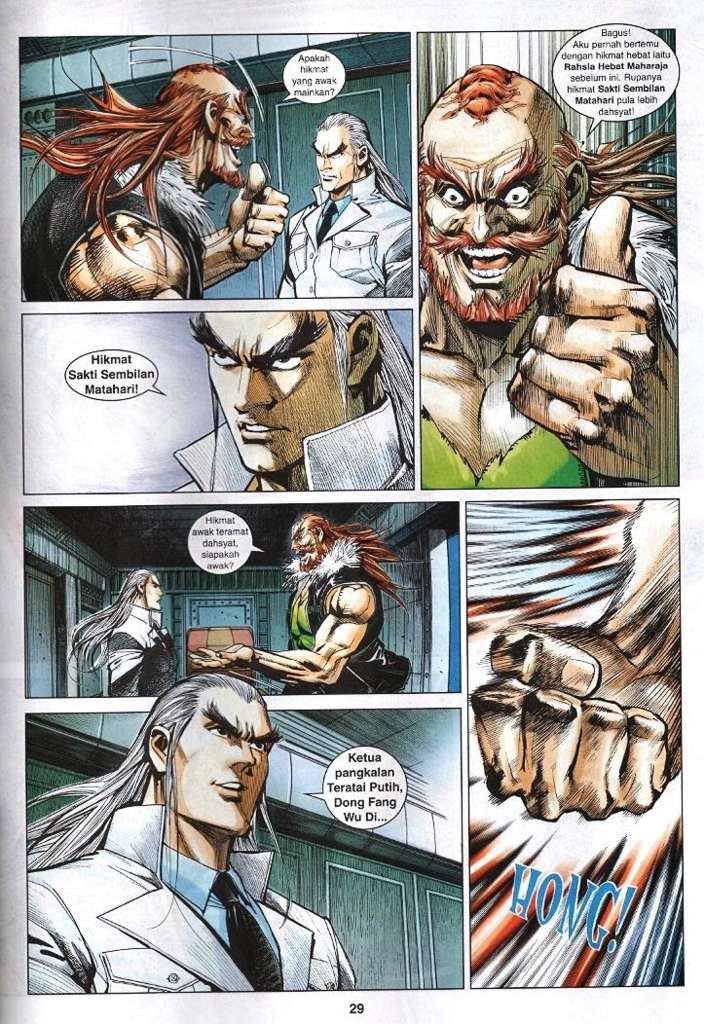 Apakah
hikmat
yang awak
mainkan?
Bagus!
Aku pernah bertemu
dengan hikmat hebat iaitu
Rahsia Hebat Maharaja
sebelum ini. Rupanya
hikmat Sakti Sembilan
Matahari pula lebih
dahsyat!
Hikmat
Sakti Sembilan
Matahari!
Hikmat
awak teramat
dahsyat,
siapakah
awak?
Ketua
pangkalan
Teratai Putih,
Dong Fang
Wu Di...
HONG!
29